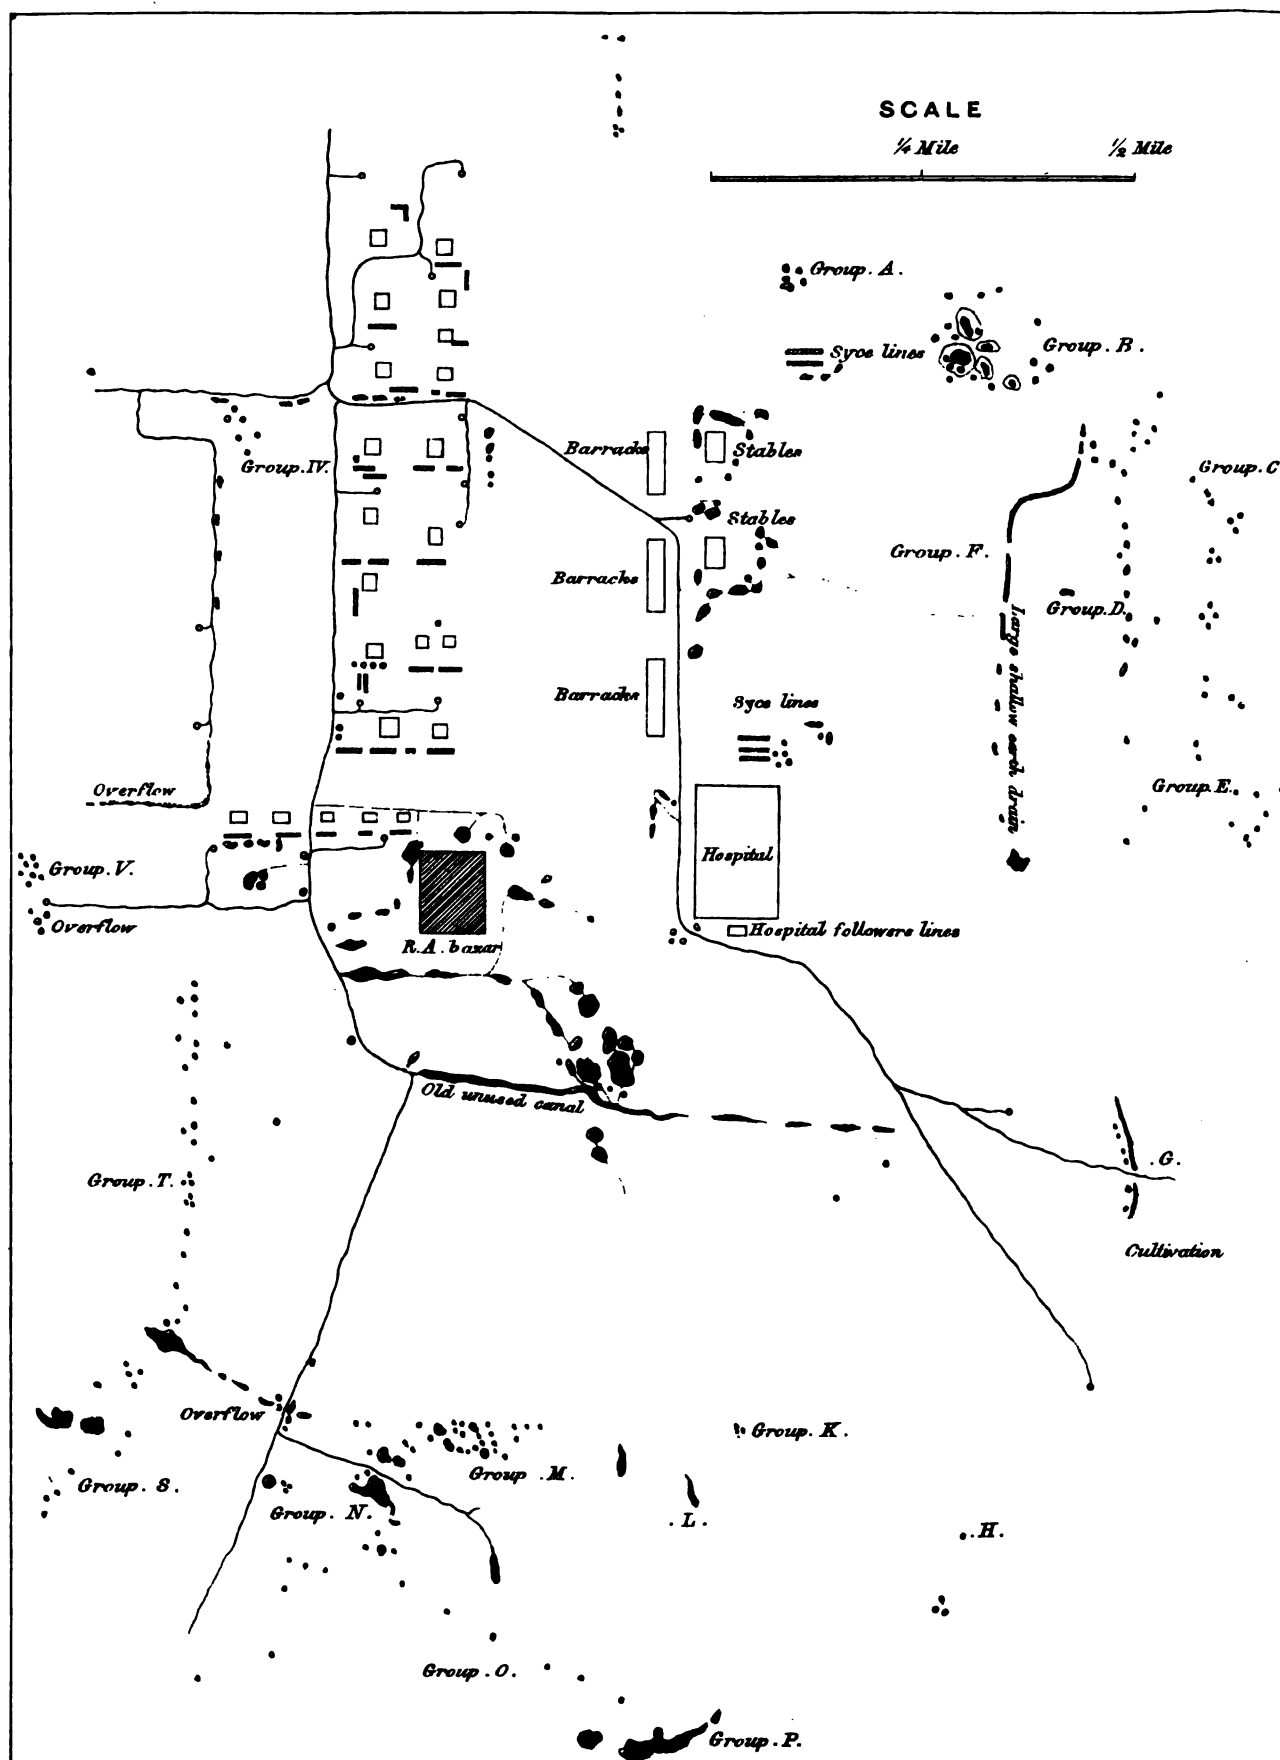 SCALE
1/4 Mile
1/2 Mile
Group. A.
Syce lines
Group. B.
Group. IV.
Barracks
Stables
Group. C
Stables
Group. F.
Barracks
Group. D.
Large shallow earth drain
Barracks
Syce lines
Overflow
Group. E.
Group. V.
Hospital
Overflow
R.A. bazar
Hospital followers lines
Old unused canal
Group. T.
.G.
Cultivation
Overflow
Group. K.
Group. M.
Group. S.
Group. N.
.L.
.H.
Group. O.
Group. P.